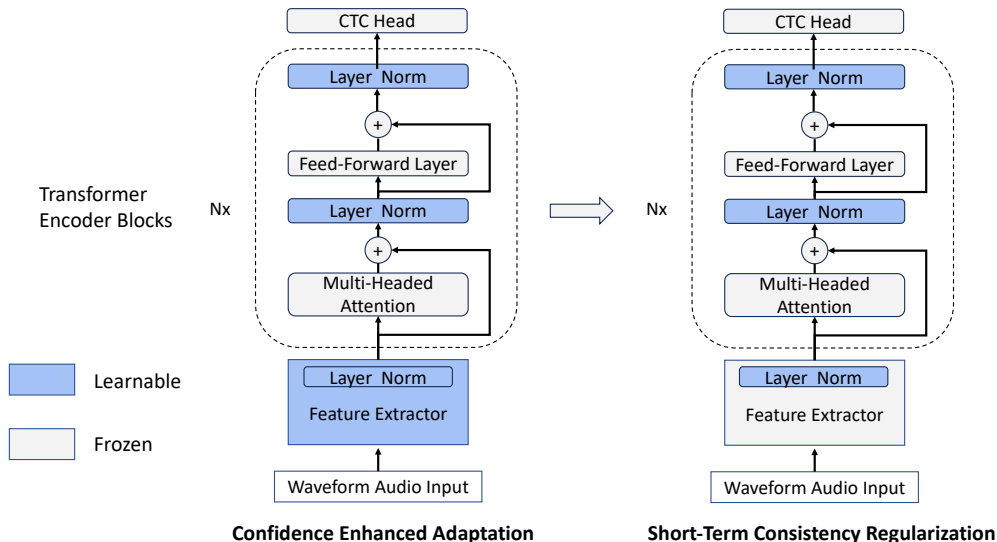 CTC Head
Layer Norm
+
Feed-Forward Layer
Layer Norm
+
Multi-Headed
Attention
Layer Norm
Feature Extractor
Waveform Audio Input
Confidence Enhanced Adaptation
Transformer
Encoder Blocks
Nx
Learnable
Frozen
CTC Head
Layer Norm
+
Feed-Forward Layer
Layer Norm
+
Multi-Headed
Attention
Layer Norm
Feature Extractor
Waveform Audio Input
Short-Term Consistency Regularization
Nx